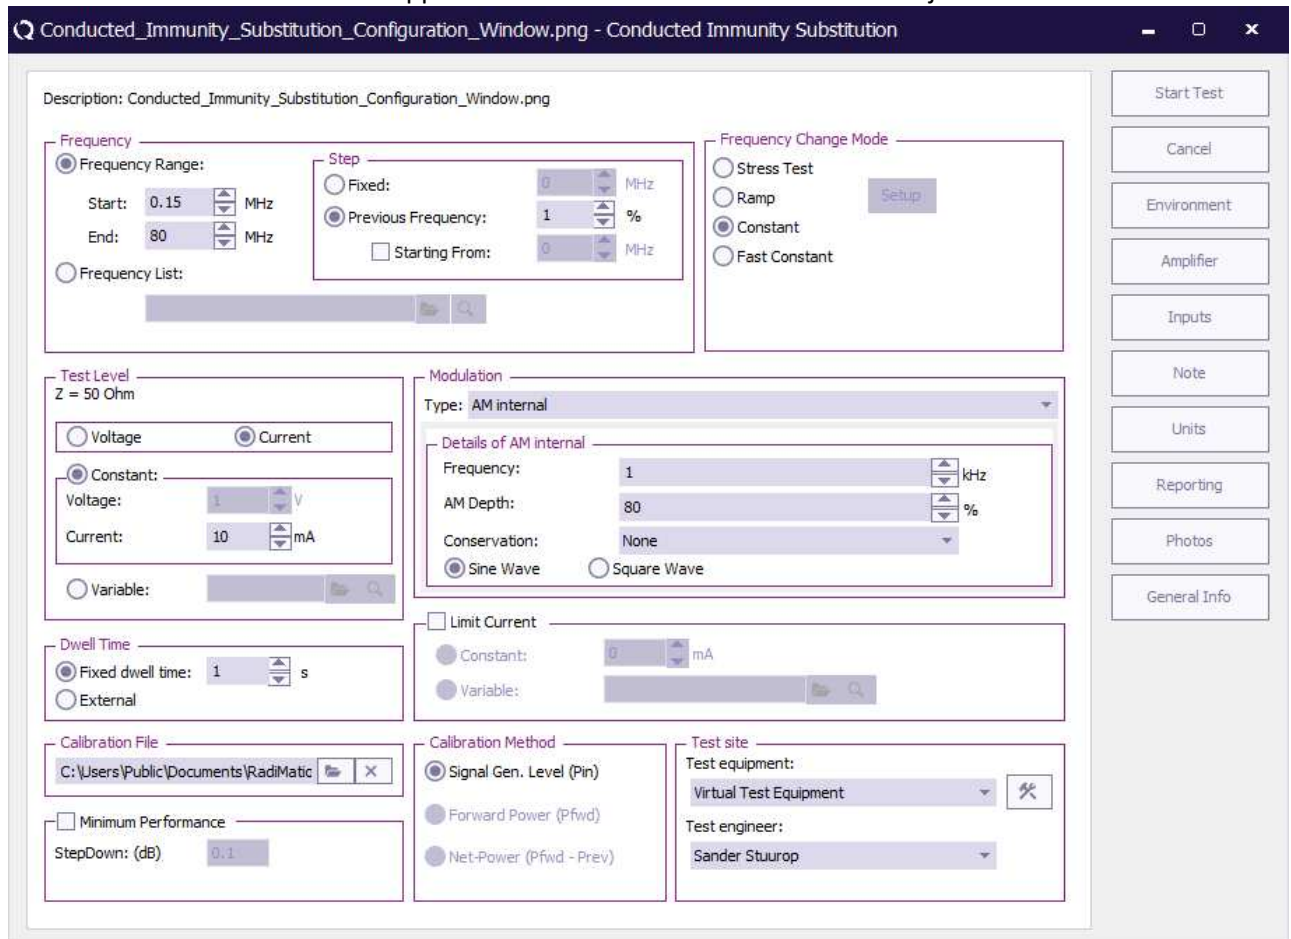 Conducted_Immunity_Substitution_Configuration_Window.png - Conducted Immunity Substitution
Description: Conducted_Immunity_Substitution_Configuration_Window.png
Frequency
Frequency Range:
Start: 0.15 MHz
End: 80 MHz
Frequency List:
Step
Fixed: 0 MHz
Previous Frequency: 1 %
Starting From: 0 MHz
Frequency Change Mode
Stress Test
Ramp
Setup
Constant
Fast Constant
Test Level
Z = 50 Ohm
Voltage Current
Constant:
Voltage: 1 V
Current: 10 mA
Variable:
Modulation
Type: AM internal
Details of AM internal
Frequency: 1 kHz
AM Depth: 80 %
Conservation: None
Sine Wave Square Wave
Dwell Time
Fixed dwell time: 1 s
External
Limit Current
Constant: 0 mA
Variable:
Calibration File
C:\Users\Public\Documents\RadiMatic
Minimum Performance
StepDown: (dB) 0.1
Calibration Method
Signal Gen. Level (Pin)
Forward Power (Pfwd)
Net-Power (Pfwd - Prev)
Test site
Test equipment:
Virtual Test Equipment
Test engineer:
Sander Stuurop
Start Test
Cancel
Environment
Amplifier
Inputs
Note
Units
Reporting
Photos
General Info